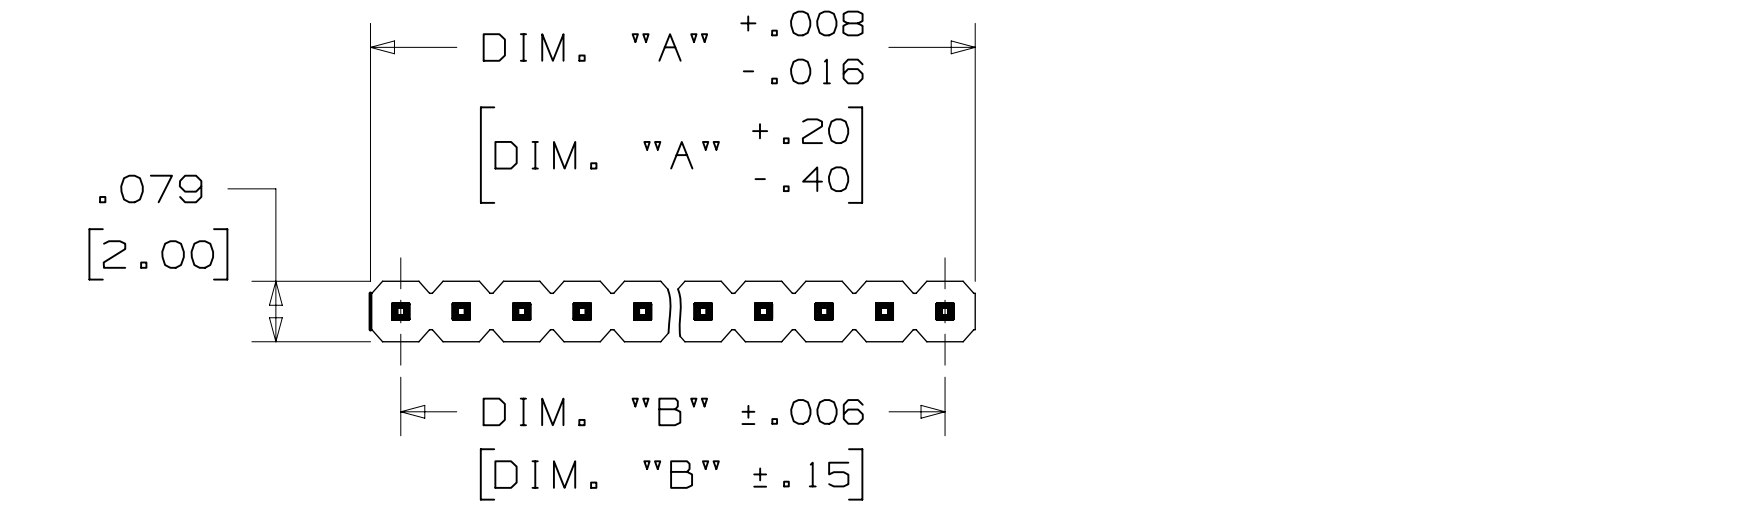 DIM. "A" +.008
-.016
[DIM. "A" +.20
-.40]
.079
[2.00]
DIM. "B" ±.006
[DIM. "B" ±.15]